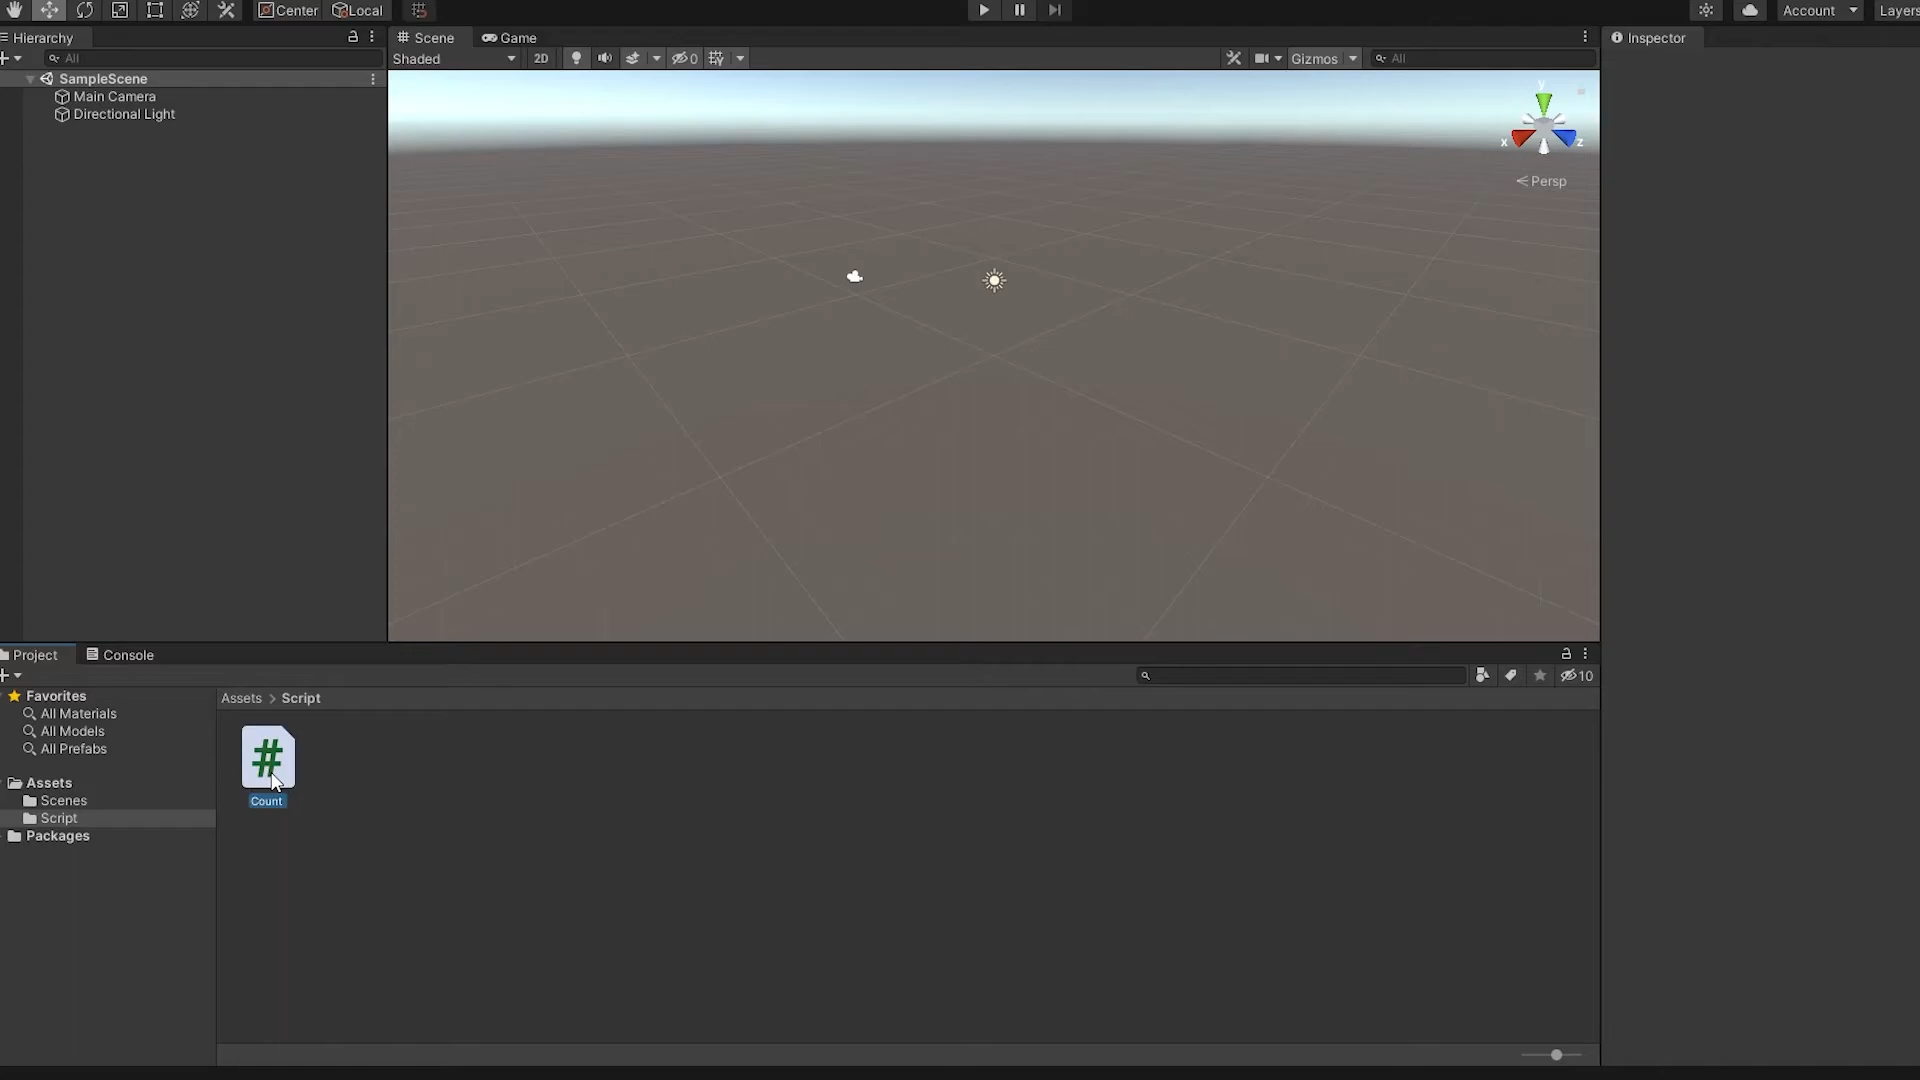 Center
Local
Account
Layers
Hierarchy
All
SampleScene
Main Camera
Directional Light
Scene
Game
Shaded
2D
0
Gizmos
All
y
x
z
Persp
Inspector
Project
Console
10
Favorites
All Materials
All Models
All Prefabs
Assets
Scenes
Script
Packages
Assets > Script
#
Count